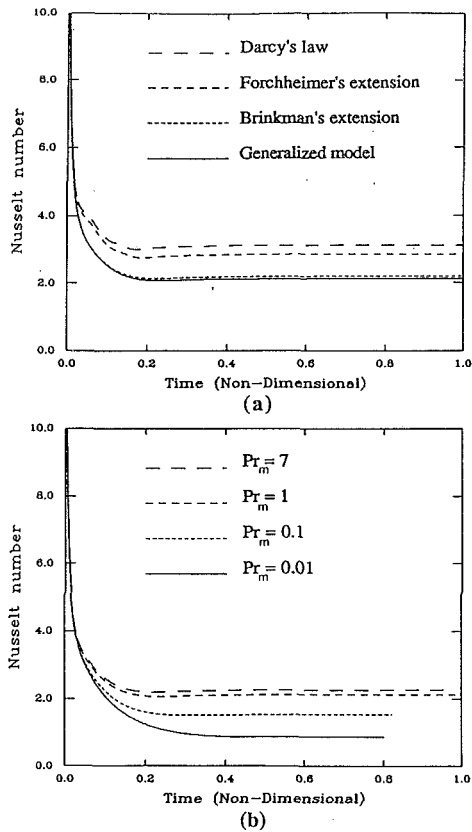 10.0
8.0
6.0
4.0
2.0
0.0
Nusselt number
Darcy's law
Forchheimer's extension
Brinkman's extension
Generalized model
0.0 0.2 0.4 0.6 0.8 1.0
Time (Non-Dimensional)
(a)
10.0
8.0
6.0
4.0
2.0
0.0
Nusselt number
Pr_m = 7
Pr_m = 1
Pr_m = 0.1
Pr_m = 0.01
0.0 0.2 0.4 0.6 0.8 1.0
Time (Non-Dimensional)
(b)